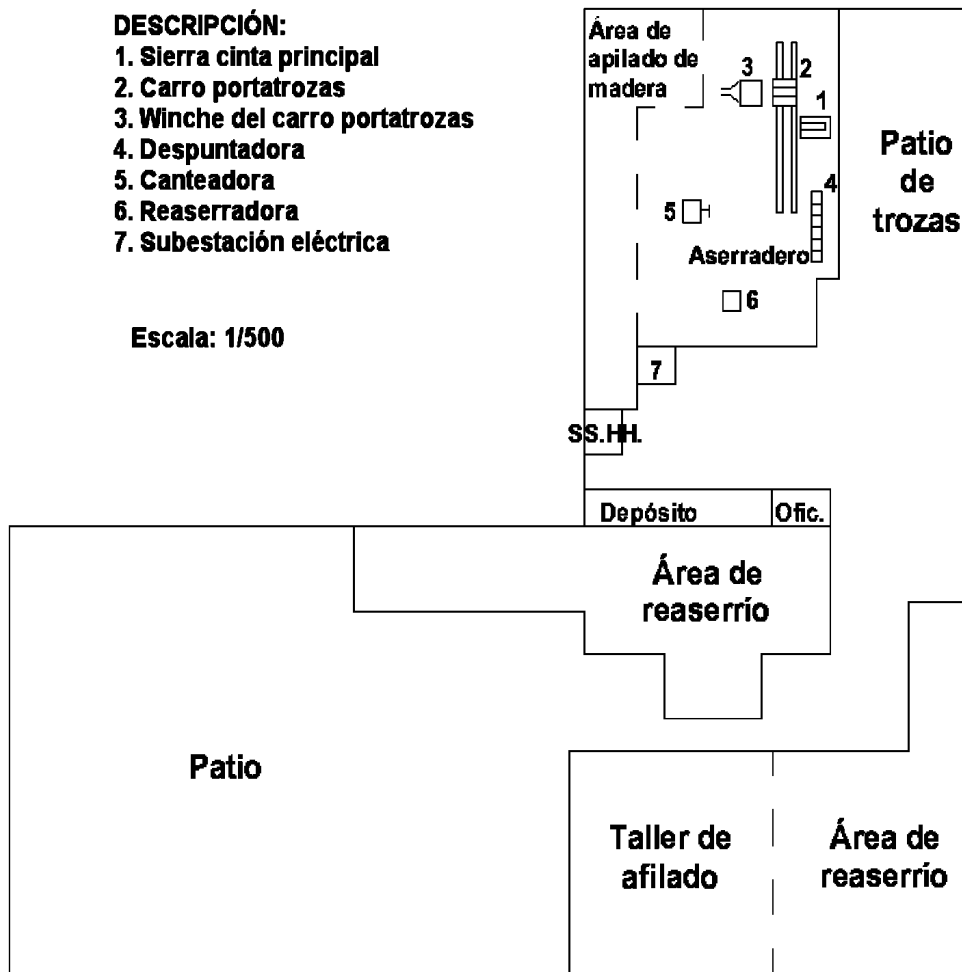 DESCRIPCIÓN:
1. Sierra cinta principal
2. Carro portatrozas
3. Winche del carro portatrozas
4. Despuntadora
5. Canteadora
6. Reaserradora
7. Subestación eléctrica
Escala: 1/500
Área de
apilado de
madera
3
2
1
4
5
Aserradero
6
7
Patio
de
trozas
SS.HH.
Depósito
Ofic.
Área de
reaserrío
Patio
Taller de
afilado
Área de
reaserrío